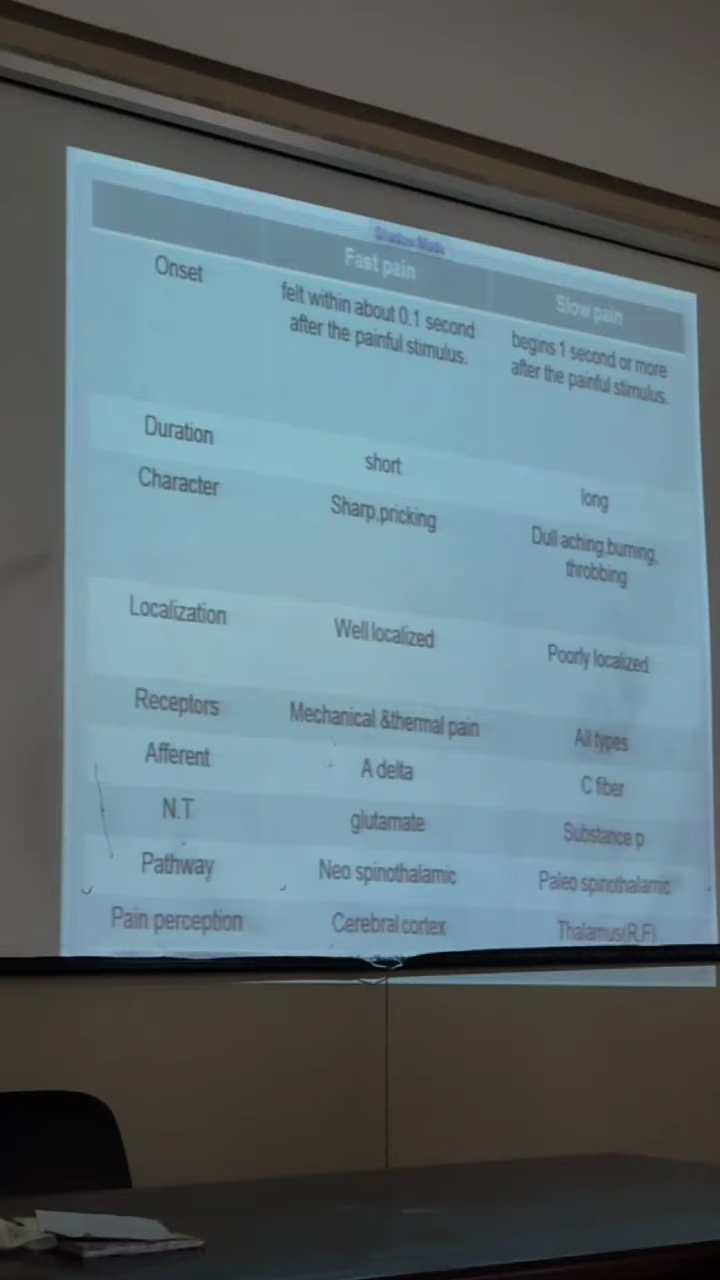 Shadow Mode
Fast pain
Slow pain
Onset
felt within about 0.1 second
after the painful stimulus.
begins 1 second or more
after the painful stimulus.
Duration
short
long
Character
Sharp,pricking
Dull aching,burning,
throbbing
Localization
Well localized
Poorly localized
Receptors
Mechanical &thermal pain
All types
Afferent
A delta
C fiber
N.T
glutamate
Substance p
Pathway
Neo spinothalamic
Paleo spinothalamic
Pain perception
Cerebral cortex
Thalamus(R.F)